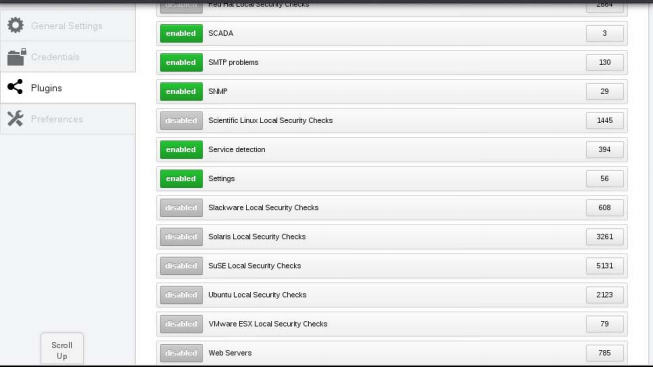 General Settings
Credentials
Plugins
Preferences
Scroll
Up
disabled Red Hat Local Security Checks 2884
enabled SCADA 3
enabled SMTP problems 130
enabled SNMP 29
disabled Scientific Linux Local Security Checks 1445
enabled Service detection 394
enabled Settings 56
disabled Slackware Local Security Checks 608
disabled Solaris Local Security Checks 3261
disabled SuSE Local Security Checks 5131
disabled Ubuntu Local Security Checks 2123
disabled VMware ESX Local Security Checks 79
disabled Web Servers 785